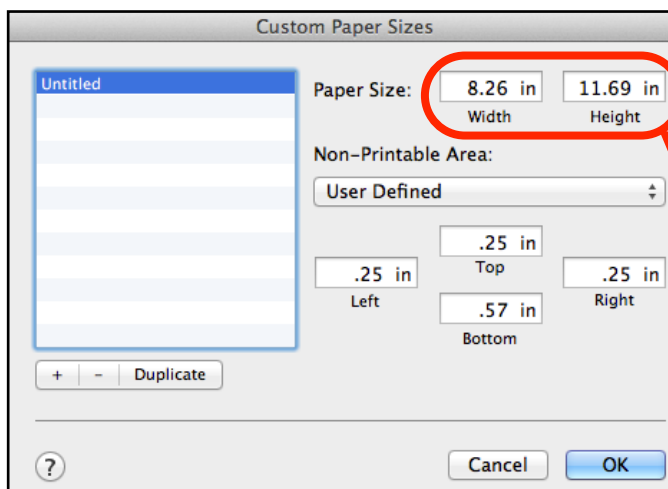 Custom Paper Sizes
Untitled
Paper Size: 8.26 in 11.69 in
Width Height
Non-Printable Area:
User Defined
.25 in
Top
.25 in .25 in
Left Right
.57 in
Bottom
+ - Duplicate
? Cancel OK